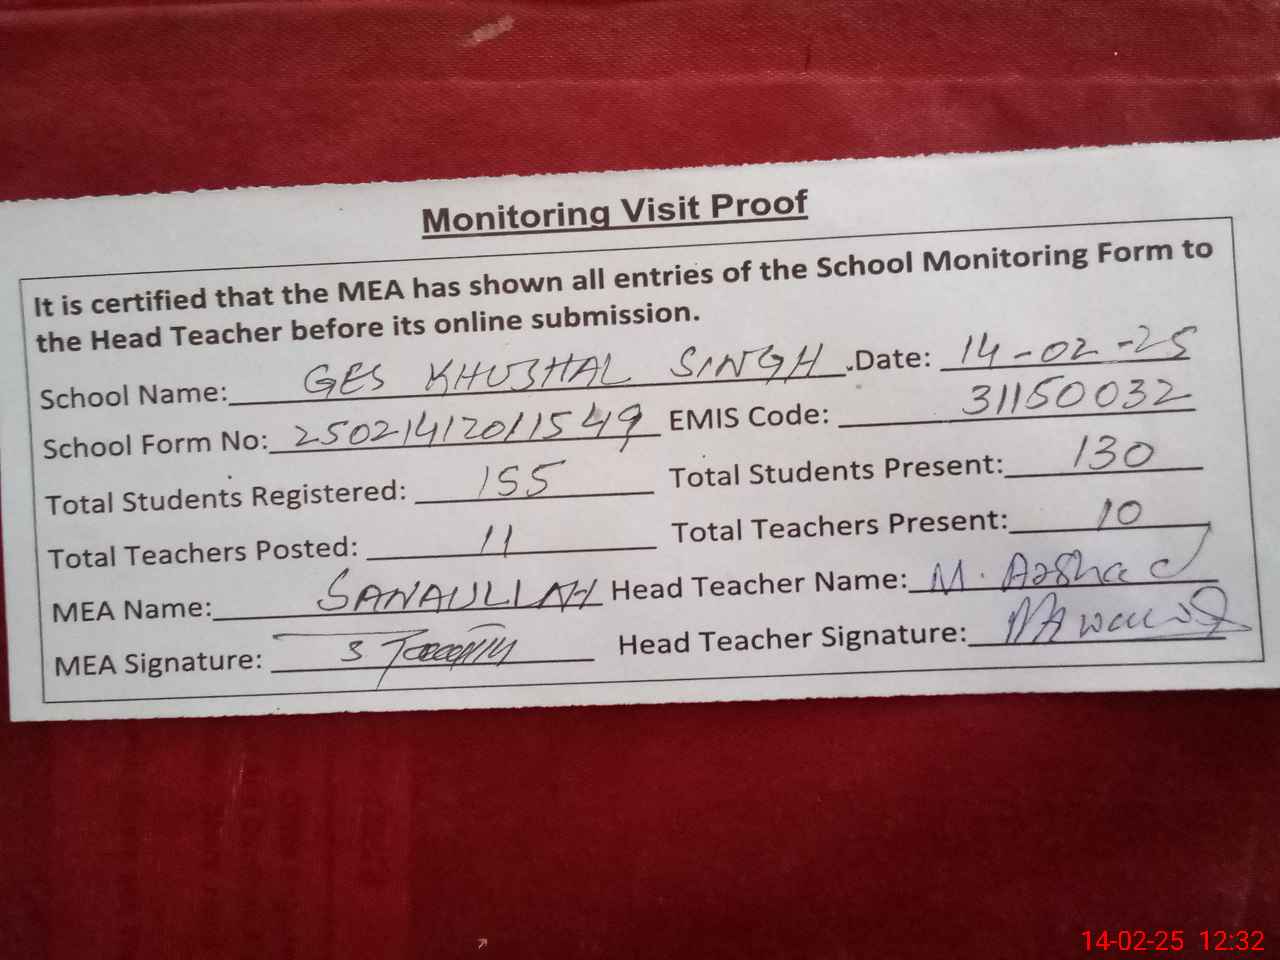 Monitoring Visit Proof
It is certified that the MEA has shown all entries of the School Monitoring Form to
the Head Teacher before its online submission.
School Name: GES KHUSHAL SINGH .Date: 14-02-25
School Form No: 25021412011549 EMIS Code: 31150032
Total Students Registered: 155 Total Students Present: 130
Total Teachers Posted: 11 Total Teachers Present: 10
MEA Name: SANAULLAH Head Teacher Name: M. Arshad
MEA Signature: Head Teacher Signature:
14-02-25 12:32